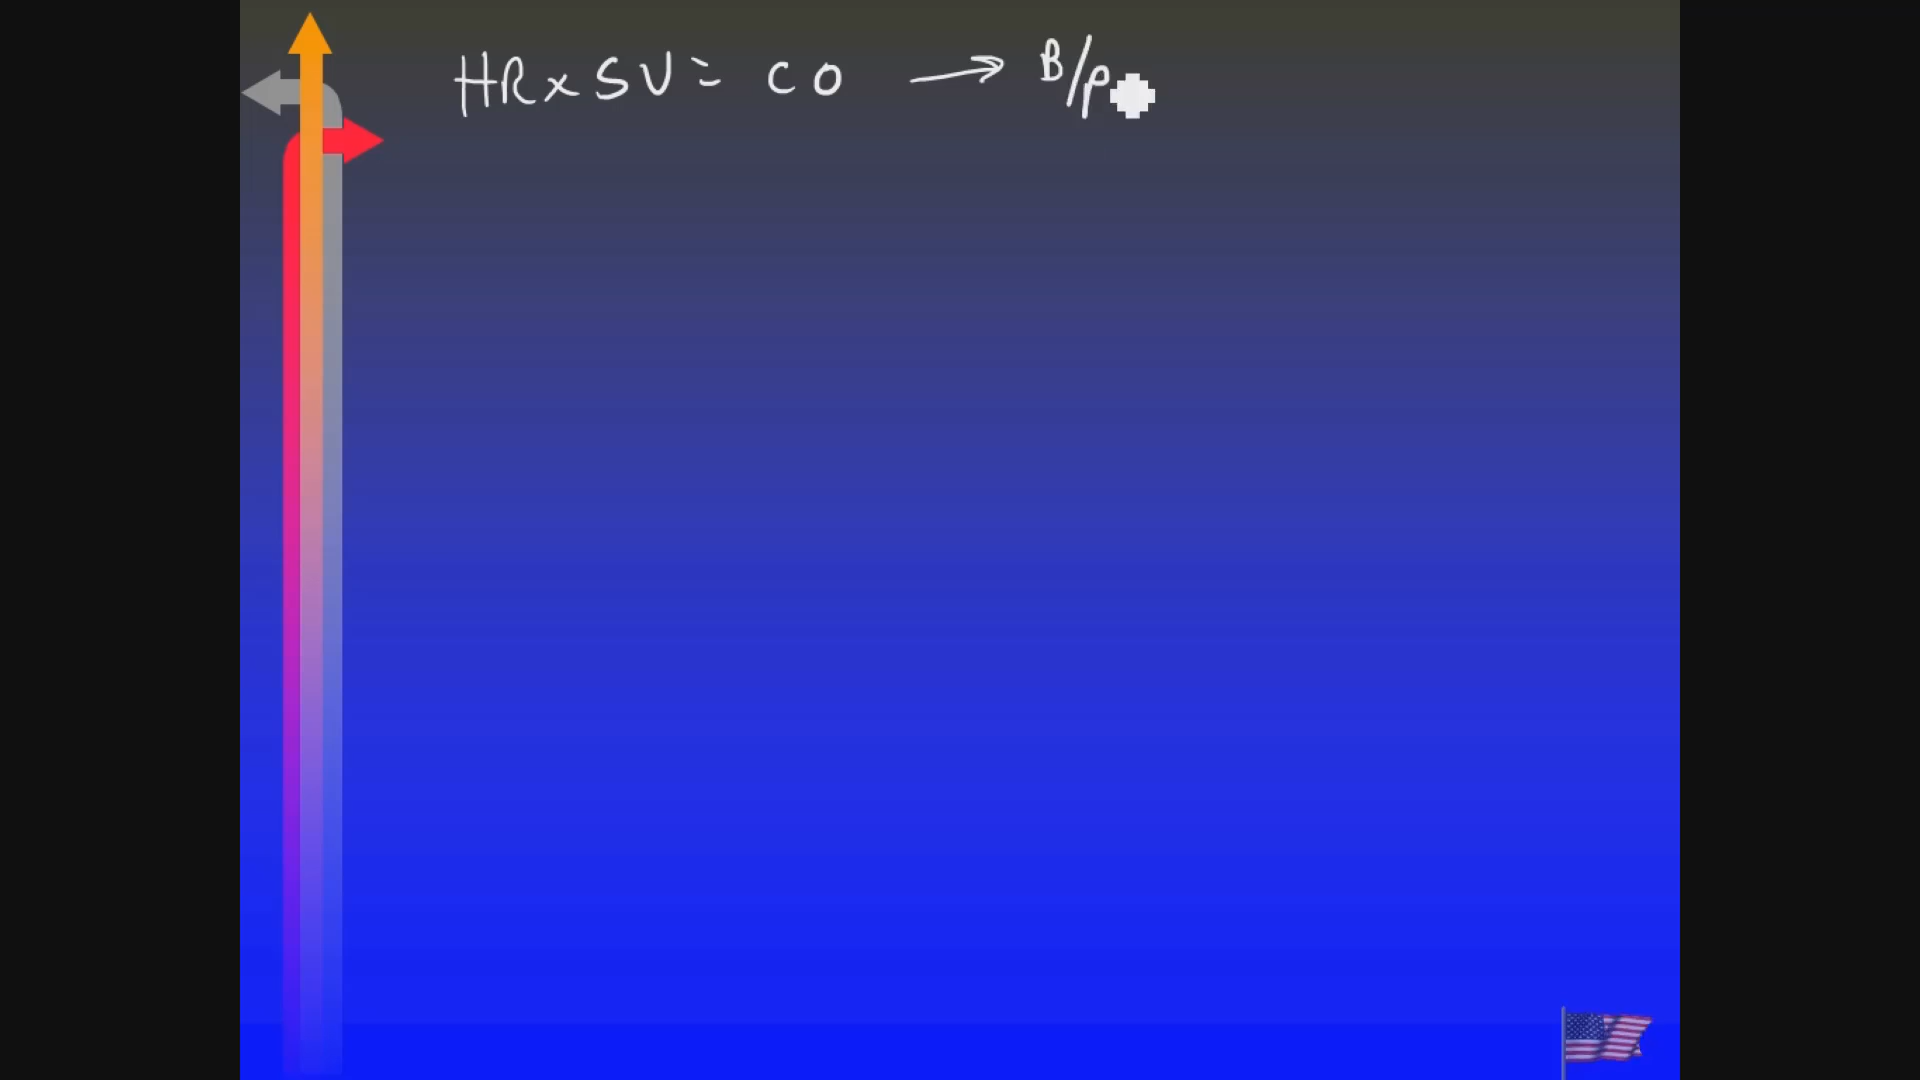 HR x SV = CO → B/P